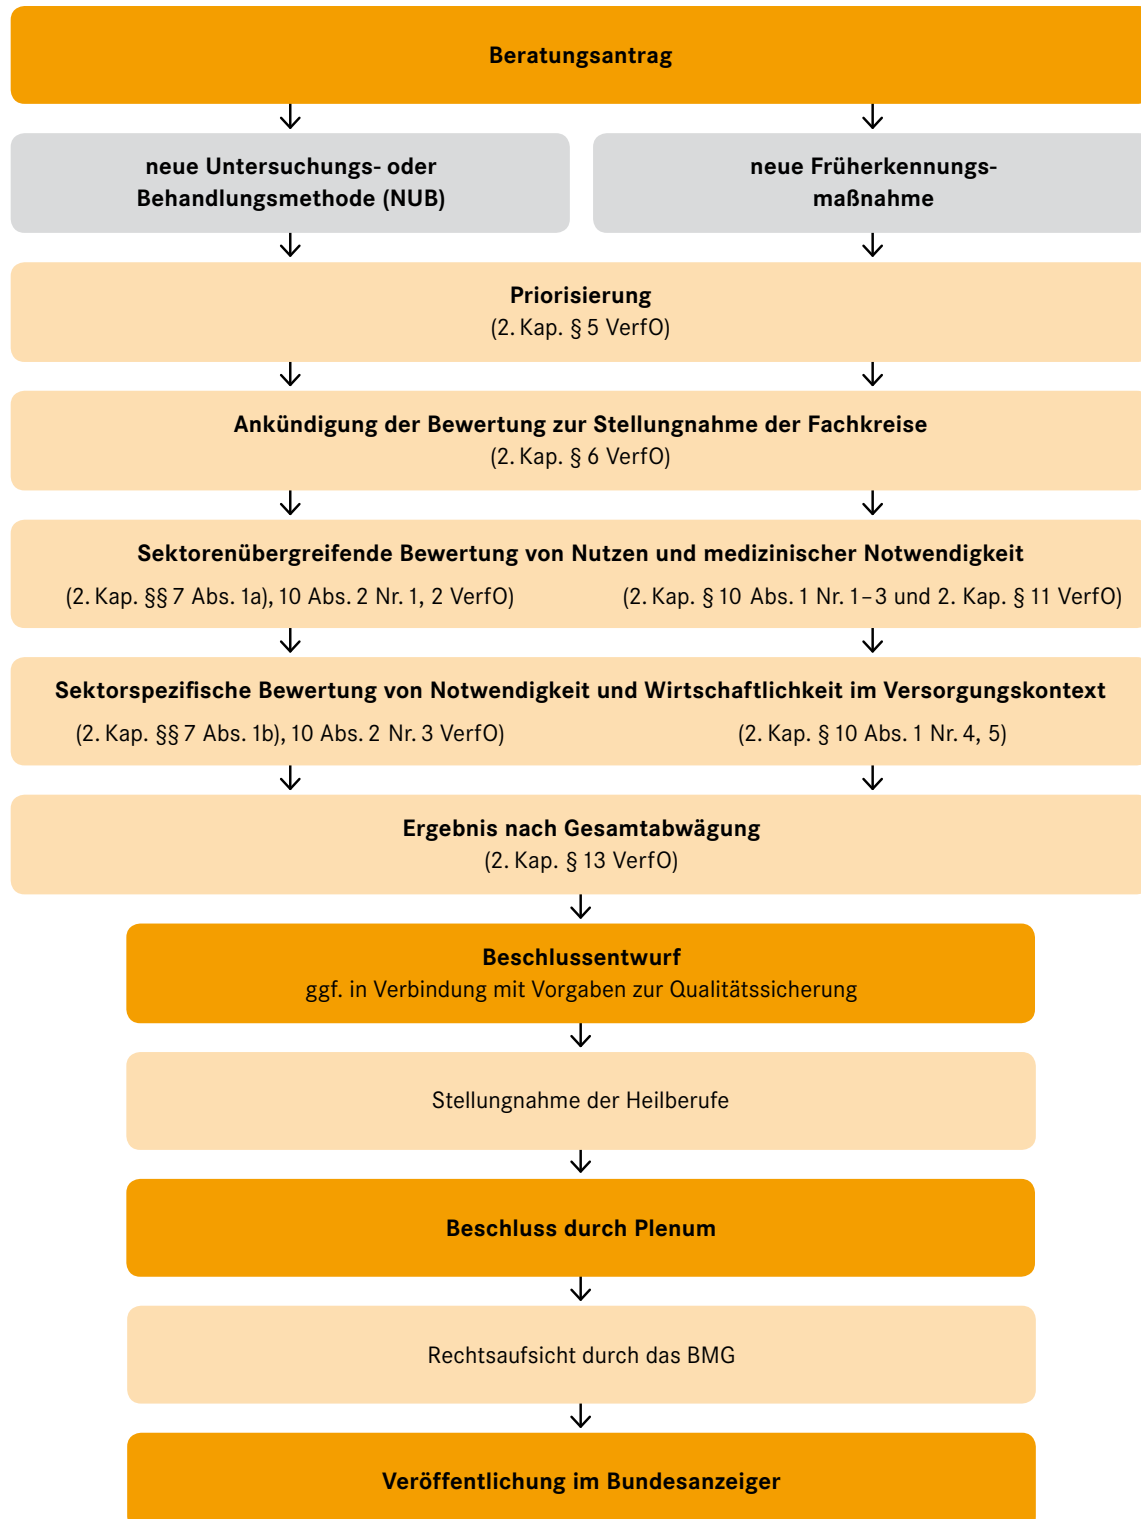 Beratungsantrag
neue Untersuchungs- oder
Behandlungsmethode (NUB)
neue Früherkennungs-
maßnahme
Priorisierung
(2. Kap. § 5 VerfO)
Ankündigung der Bewertung zur Stellungnahme der Fachkreise
(2. Kap. § 6 VerfO)
Sektorenübergreifende Bewertung von Nutzen und medizinischer Notwendigkeit
(2. Kap. §§ 7 Abs. 1a), 10 Abs. 2 Nr. 1, 2 VerfO)
(2. Kap. § 10 Abs. 1 Nr. 1–3 und 2. Kap. § 11 VerfO)
Sektorspezifische Bewertung von Notwendigkeit und Wirtschaftlichkeit im Versorgungskontext
(2. Kap. §§ 7 Abs. 1b), 10 Abs. 2 Nr. 3 VerfO)
(2. Kap. § 10 Abs. 1 Nr. 4, 5)
Ergebnis nach Gesamtabwägung
(2. Kap. § 13 VerfO)
Beschlussentwurf
ggf. in Verbindung mit Vorgaben zur Qualitätssicherung
Stellungnahme der Heilberufe
Beschluss durch Plenum
Rechtsaufsicht durch das BMG
Veröffentlichung im Bundesanzeiger